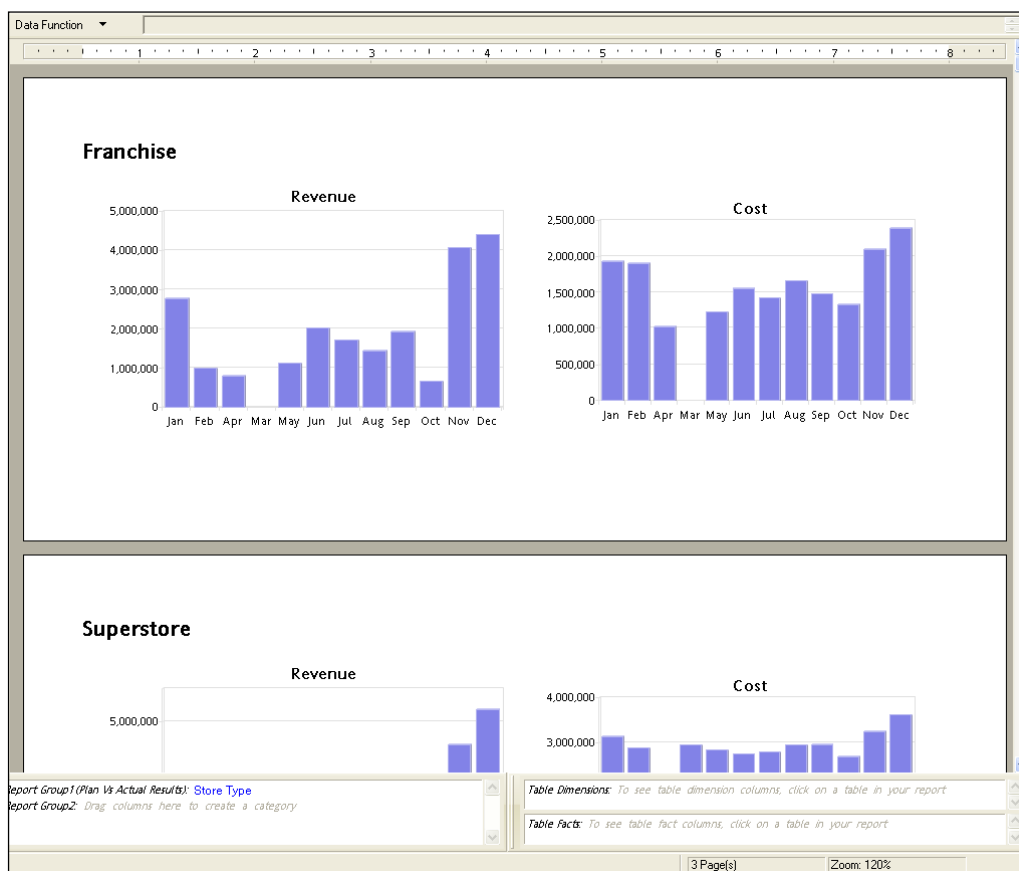 Data Function
1 2 3 4 5 6 7 8
Franchise
Revenue
5,000,000
4,000,000
3,000,000
2,000,000
1,000,000
0
Jan Feb Apr Mar May Jun Jul Aug Sep Oct Nov Dec
Cost
2,500,000
2,000,000
1,500,000
1,000,000
500,000
0
Jan Feb Apr Mar May Jun Jul Aug Sep Oct Nov Dec
Superstore
Revenue
5,000,000
Cost
4,000,000
3,000,000
Report Group1 (Plan Vs Actual Results): Store Type
Report Group2: Drag columns here to create a category
Table Dimensions: To see table dimension columns, click on a table in your report
Table Facts: To see table fact columns, click on a table in your report
3 Page(s) Zoom: 120%